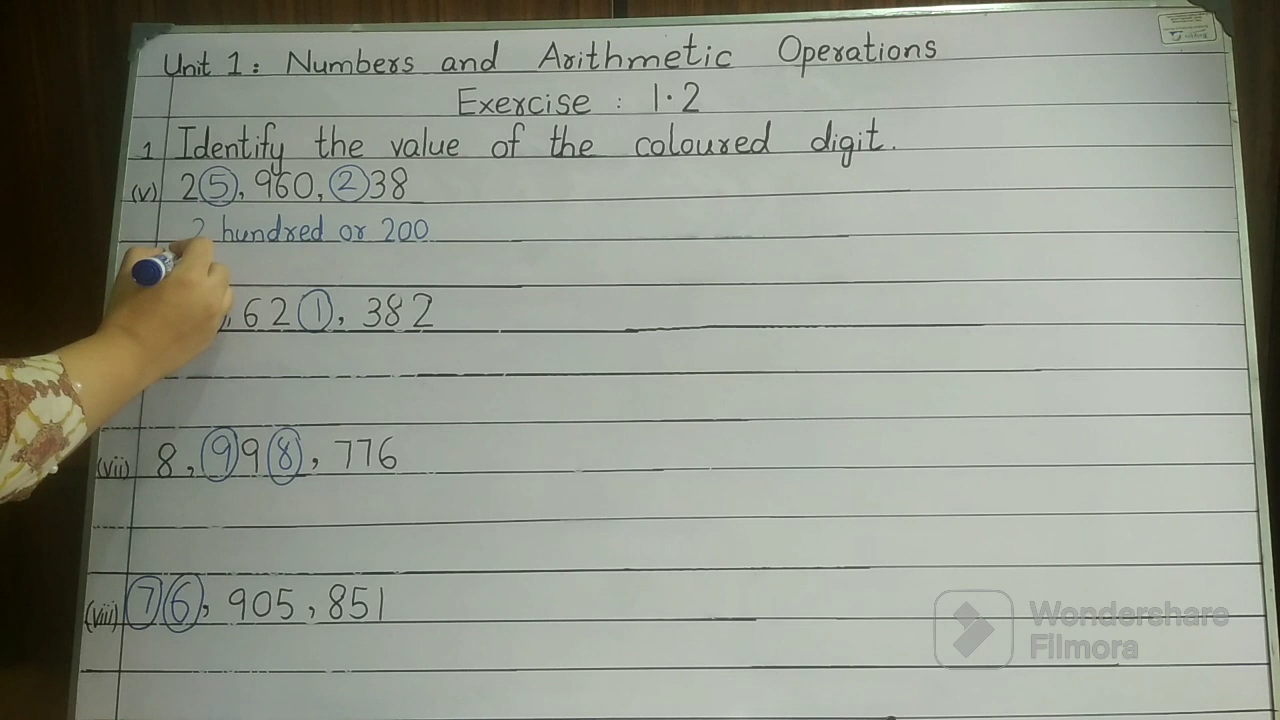 Unit 1: Numbers and Arithmetic Operations
Exercise : 1.2
1 Identify the value of the coloured digit.
(v) 25,960,238
2 hundred or 200
,621,382
(vii) 8,998,776
(viii) 76,905,851
Wondershare
Filmora